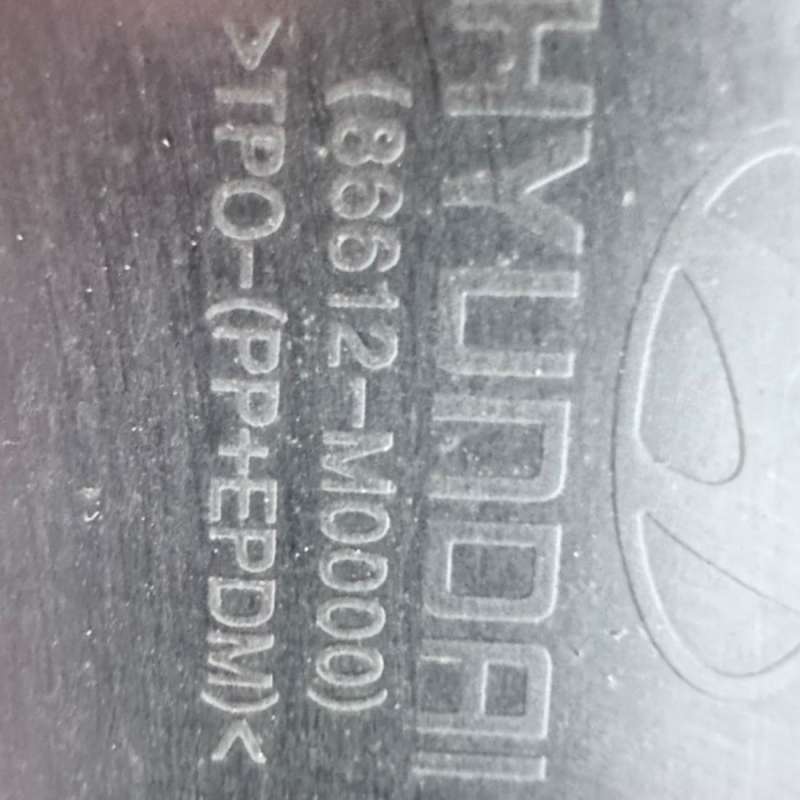 HYUNDAI
(86612-M0000)
>TPO-(PP+EPDM)<